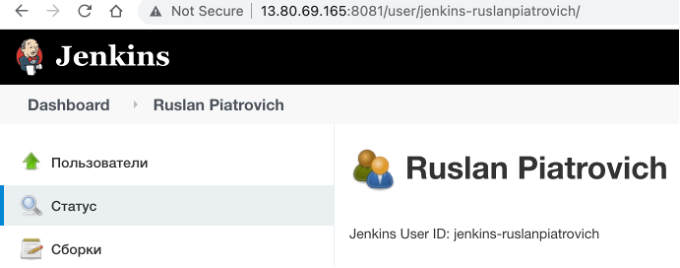 Not Secure | 13.80.69.165:8081/user/jenkins-ruslanpiatrovich/
Jenkins
Dashboard Ruslan Piatrovich
Пользователи
Статус
Сборки
Ruslan Piatrovich
Jenkins User ID: jenkins-ruslanpiatrovich